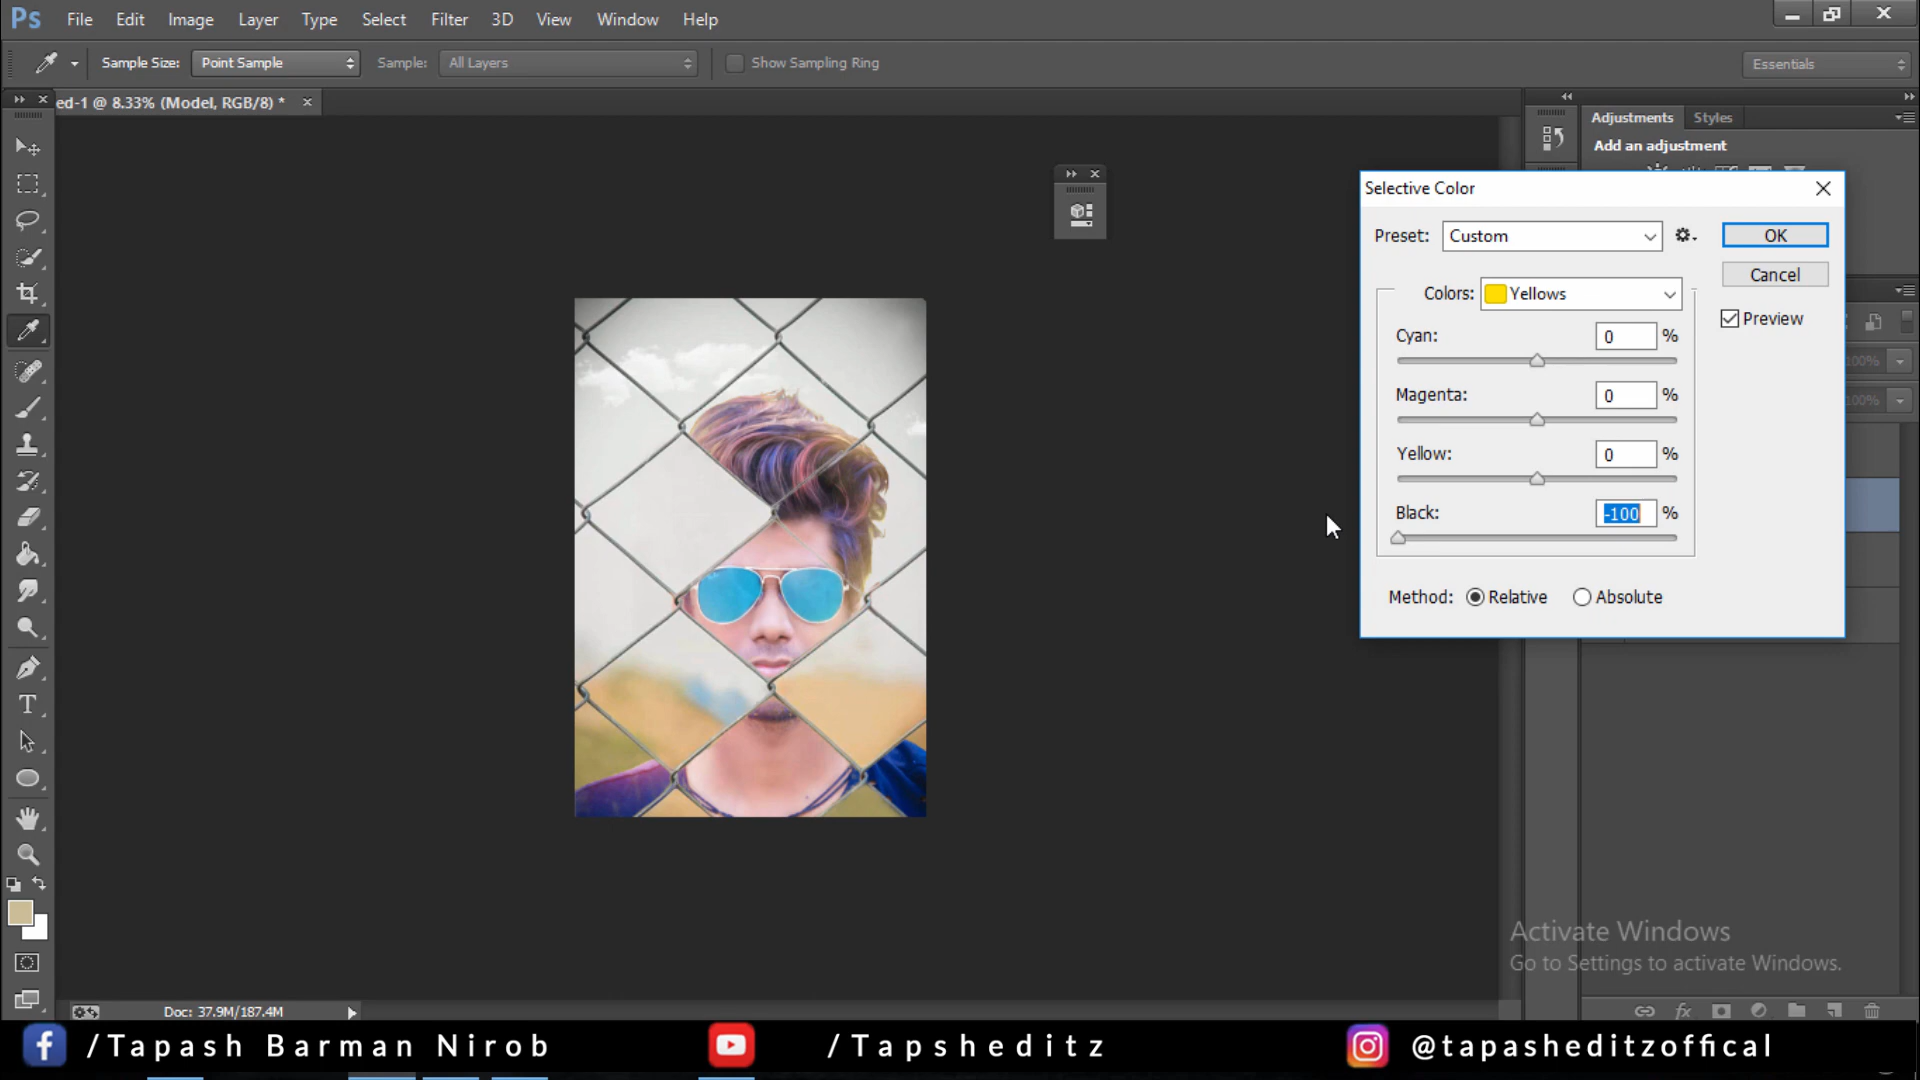 Ps File Edit Image Layer Type Select Filter 3D View Window Help
Sample Size: Point Sample Sample: All Layers Show Sampling Ring Essentials
ed-1 @ 8.33% (Model, RGB/8) *
Adjustments Styles
Add an adjustment
Selective Color
Preset: Custom OK
Cancel
Colors: Yellows
Preview
Cyan: 0 %
Magenta: 0 %
Yellow: 0 %
Black: -100 %
Method: Relative Absolute
100%
100%
T
Activate Windows
Go to Settings to activate Windows.
fx
Doc: 37.9M/187.4M
f /Tapash Barman Nirob /Tapsheditz @tapasheditzoffical